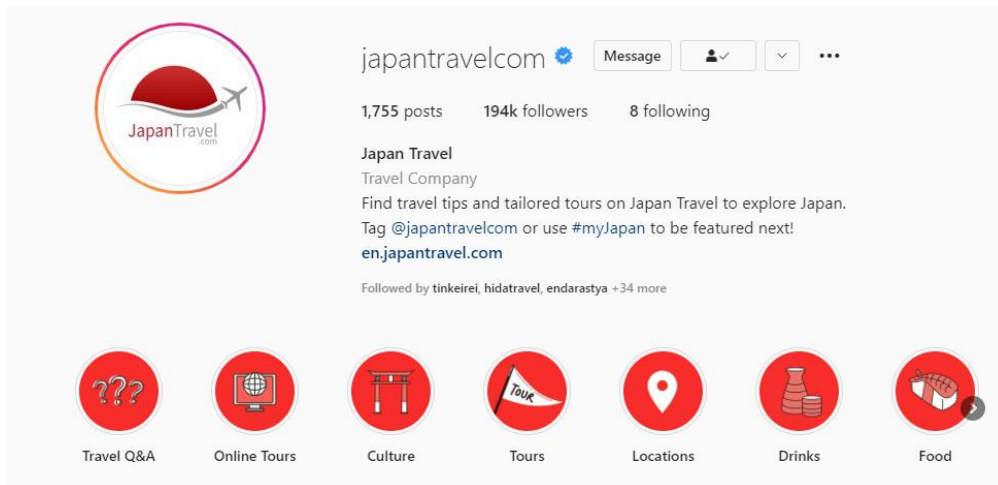 japantravelcom
Message
1,755 posts 194k followers 8 following
JapanTravel
.com
Japan Travel
Travel Company
Find travel tips and tailored tours on Japan Travel to explore Japan.
Tag @japantravelcom or use #myJapan to be featured next!
en.japantravel.com
Followed by tinkeirei, hidatravel, endarastya +34 more
???
TOUR
Travel Q&A
Online Tours
Culture
Tours
Locations
Drinks
Food